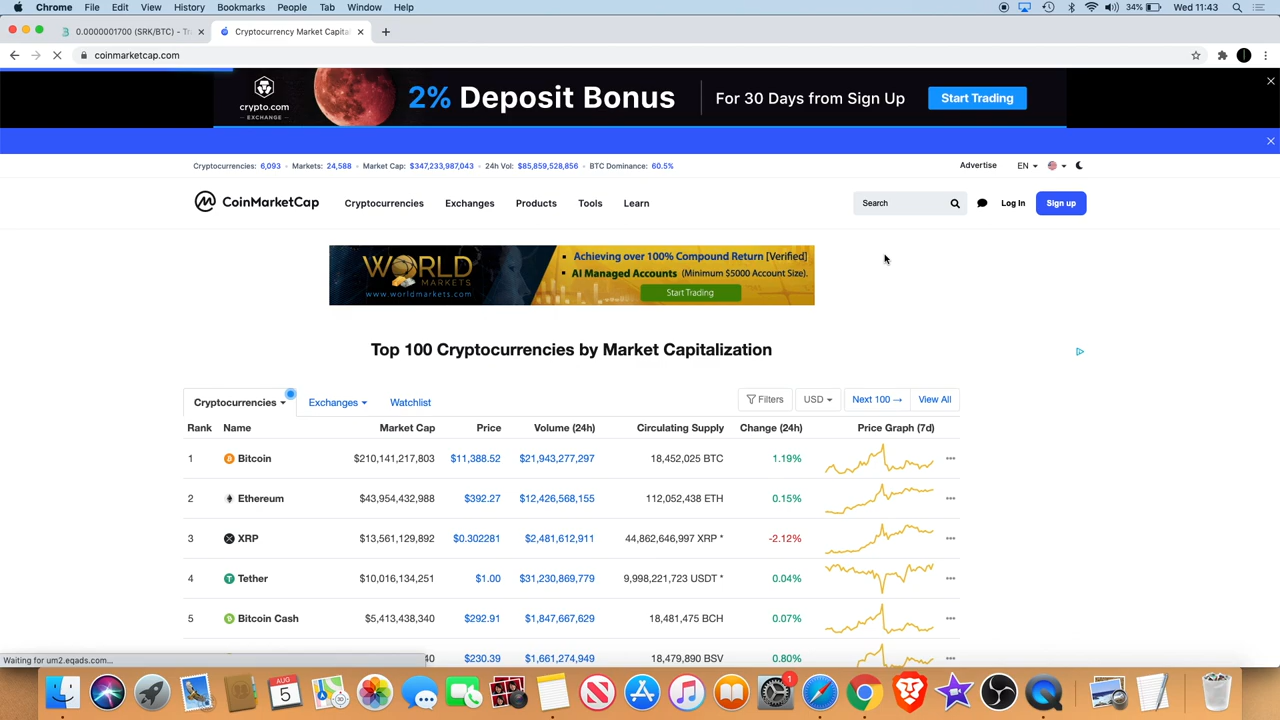 Chrome File Edit View History Bookmarks People Tab Window Help 34% Wed 11:43
0.0000001700 (SRK/BTC) - Tr Cryptocurrency Market Capita
coinmarketcap.com
crypto.com
EXCHANGE
2% Deposit Bonus
For 30 Days from Sign Up
Start Trading
Cryptocurrencies: 6,093 • Markets: 24,588 • Market Cap: $347,233,987,043 • 24h Vol: $85,859,528,856 • BTC Dominance: 60.5%
Advertise EN
CoinMarketCap Cryptocurrencies Exchanges Products Tools Learn Search Log In Sign up
WORLD
MARKETS
www.worldmarkets.com
• Achieving over 100% Compound Return [Verified]
• AI Managed Accounts (Minimum $5000 Account Size).
Start Trading
Top 100 Cryptocurrencies by Market Capitalization
Cryptocurrencies Exchanges Watchlist Filters USD Next 100 → View All
Rank Name Market Cap Price Volume (24h) Circulating Supply Change (24h) Price Graph (7d)
1 Bitcoin $210,141,217,803 $11,388.52 $21,943,277,297 18,452,025 BTC 1.19%
2 Ethereum $43,954,432,988 $392.27 $12,426,568,155 112,052,438 ETH 0.15%
3 XRP $13,561,129,892 $0.302281 $2,481,612,911 44,862,646,997 XRP * -2.12%
4 Tether $10,016,134,251 $1.00 $31,230,869,779 9,998,221,723 USDT * 0.04%
5 Bitcoin Cash $5,413,438,340 $292.91 $1,847,667,629 18,481,475 BCH 0.07%
40 $230.39 $1,661,274,949 18,479,890 BSV 0.80%
Waiting for um2.eqads.com...
AUG
5
1